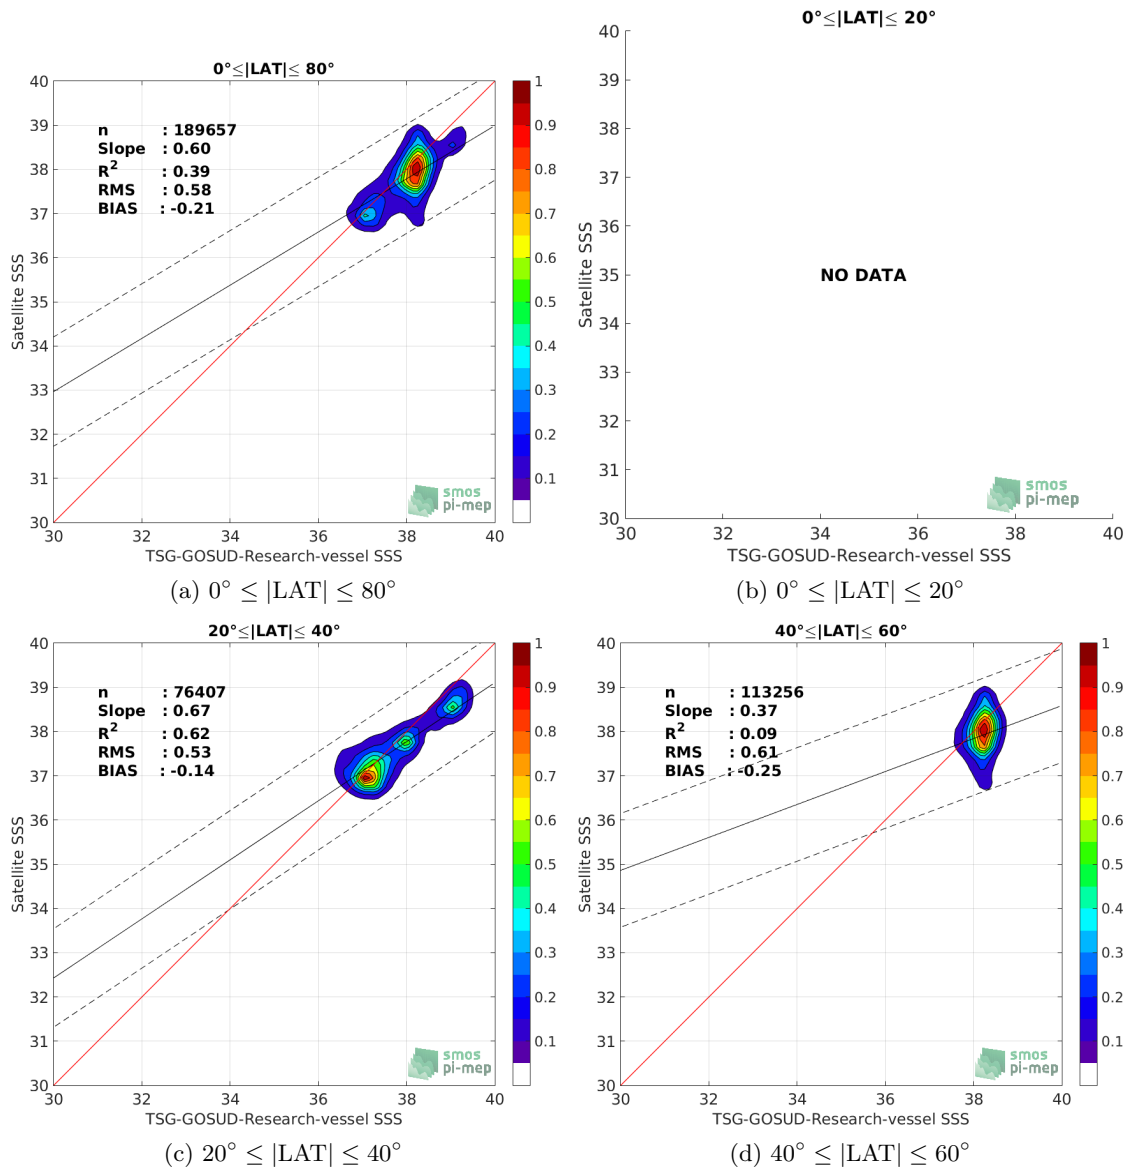 0°≤|LAT|≤ 80°
40
39
38
37
36
35
34
33
32
31
30
30
32
34
36
38
40
Satellite SSS
TSG-GOSUD-Research-vessel SSS
n : 189657
Slope : 0.60
R2 : 0.39
RMS : 0.58
BIAS : -0.21
1
0.9
0.8
0.7
0.6
0.5
0.4
0.3
0.2
0.1
smos
pi-mep
(a) 0° ≤ |LAT| ≤ 80°
0°≤|LAT|≤ 20°
40
39
38
37
36
35
34
33
32
31
30
30
32
34
36
38
40
Satellite SSS
TSG-GOSUD-Research-vessel SSS
NO DATA
smos
pi-mep
(b) 0° ≤ |LAT| ≤ 20°
20°≤|LAT|≤ 40°
40
39
38
37
36
35
34
33
32
31
30
30
32
34
36
38
40
Satellite SSS
TSG-GOSUD-Research-vessel SSS
n : 76407
Slope : 0.67
R2 : 0.62
RMS : 0.53
BIAS : -0.14
1
0.9
0.8
0.7
0.6
0.5
0.4
0.3
0.2
0.1
smos
pi-mep
(c) 20° ≤ |LAT| ≤ 40°
40°≤|LAT|≤ 60°
40
39
38
37
36
35
34
33
32
31
30
30
32
34
36
38
40
Satellite SSS
TSG-GOSUD-Research-vessel SSS
n : 113256
Slope : 0.37
R2 : 0.09
RMS : 0.61
BIAS : -0.25
1
0.9
0.8
0.7
0.6
0.5
0.4
0.3
0.2
0.1
smos
pi-mep
(d) 40° ≤ |LAT| ≤ 60°